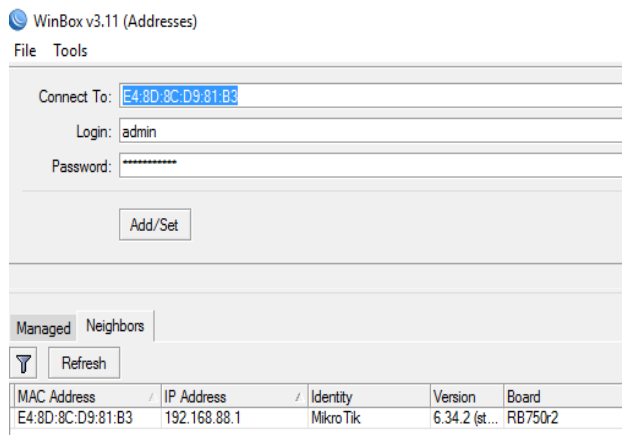 WinBox v3.11 (Addresses)
File Tools
Connect To: E4:8D:8C:D9:81:B3
Login: admin
Password: ***********
Add/Set
Managed Neighbors
Refresh
MAC Address IP Address Identity Version Board
E4:8D:8C:D9:81:B3 192.168.88.1 MikroTik 6.34.2 (st... RB750r2